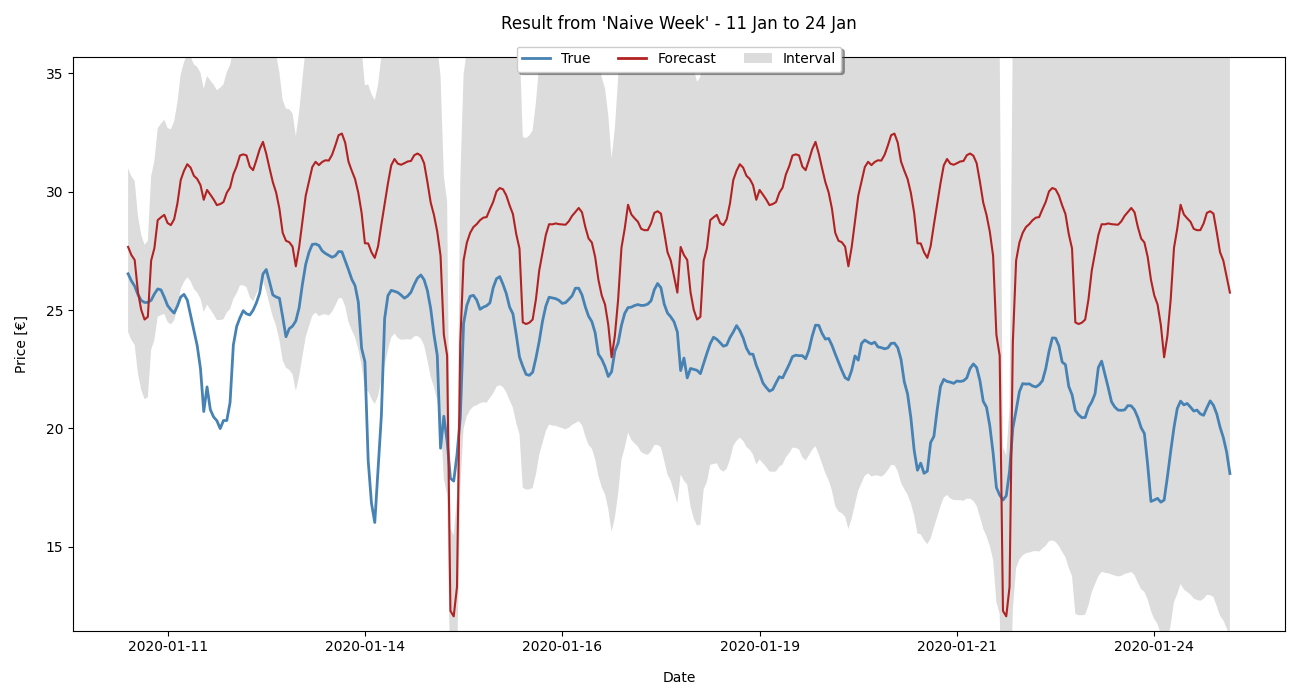 Result from 'Naive Week' - 11 Jan to 24 Jan
True Forecast Interval
35
30
25
20
15
Price [€]
2020-01-11 2020-01-14 2020-01-16 2020-01-19 2020-01-21 2020-01-24
Date